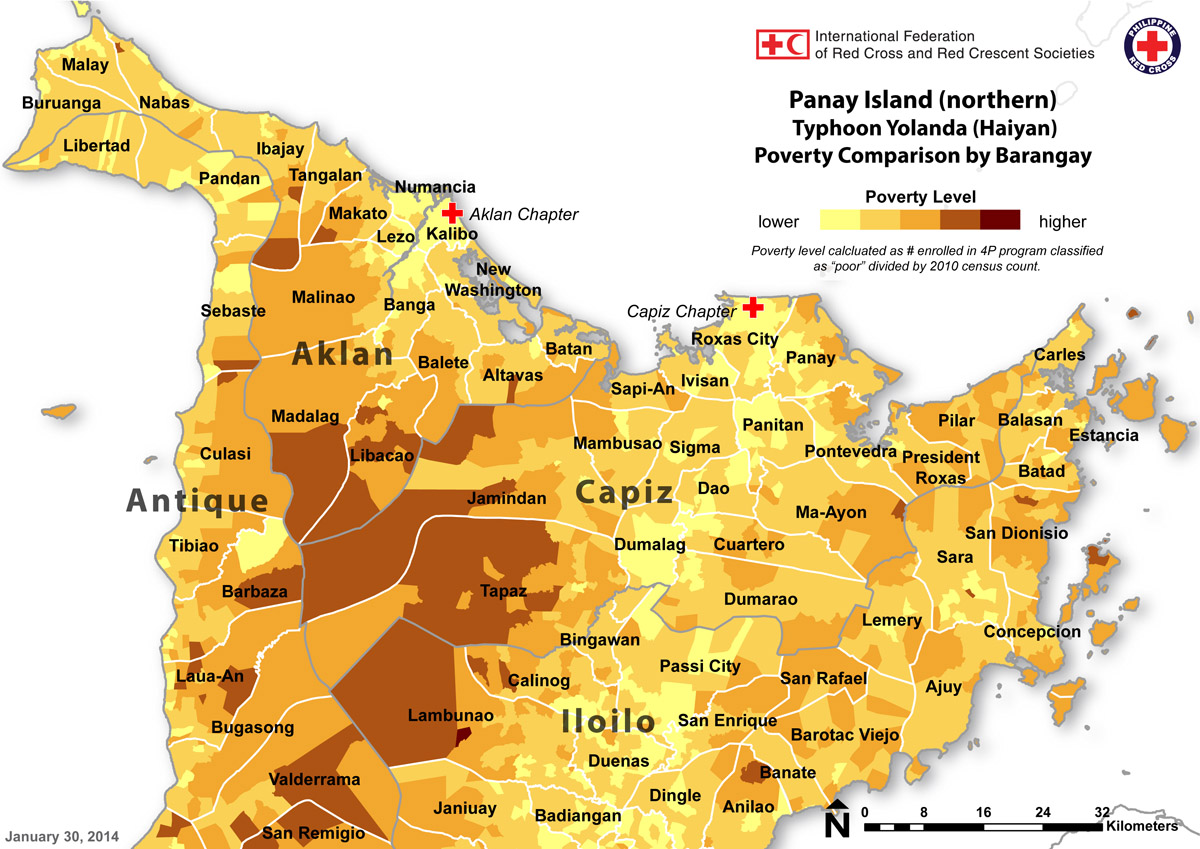 International Federation
of Red Cross and Red Crescent Societies
PHILIPPINE
RED CROSS
Panay Island (northern)
Typhoon Yolanda (Haiyan)
Poverty Comparison by Barangay
Poverty Level
lower
higher
Poverty level calcluated as # enrolled in 4P program classified
as “poor” divided by 2010 census count.
Malay
Buruanga
Nabas
Libertad
Ibajay
Pandan
Tangalan
Numancia
Makato
Aklan Chapter
Lezo
Kalibo
New
Washington
Malinao
Banga
Sebaste
Capiz Chapter
Roxas City
Aklan
Balete
Batan
Panay
Carles
Altavas
Sapi-An
Ivisan
Madalag
Pilar
Balasan
Panitan
Estancia
Culasi
Libacao
Mambusao
Sigma
Pontevedra
President
Roxas
Batad
Antique
Jamindan
Capiz
Dao
Ma-Ayon
San Dionisio
Tibiao
Dumalag
Cuartero
Sara
Barbaza
Tapaz
Dumarao
Lemery
Concepcion
Bingawan
Passi City
Laua-An
Calinog
San Rafael
Ajuy
Lambunao
Iloilo
San Enrique
Bugasong
Barotac Viejo
Duenas
Valderrama
Banate
Dingle
Janiuay
Badiangan
Anilao
San Remigio
N
0
8
16
24
32
Kilometers
January 30, 2014